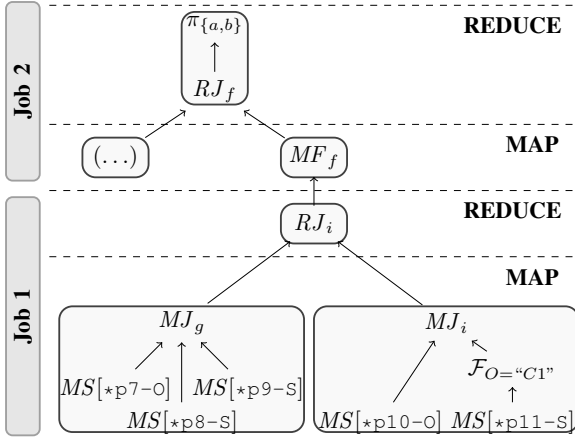 REDUCE
π{a,b}
RJf
Job 2
(...)
MFf
MAP
REDUCE
RJi
MAP
Job 1
MJg
MJi
FO="C1"
MS[*p7-O] MS[*p9-S]
MS[*p8-S]
MS[*p10-O] MS[*p11-S]